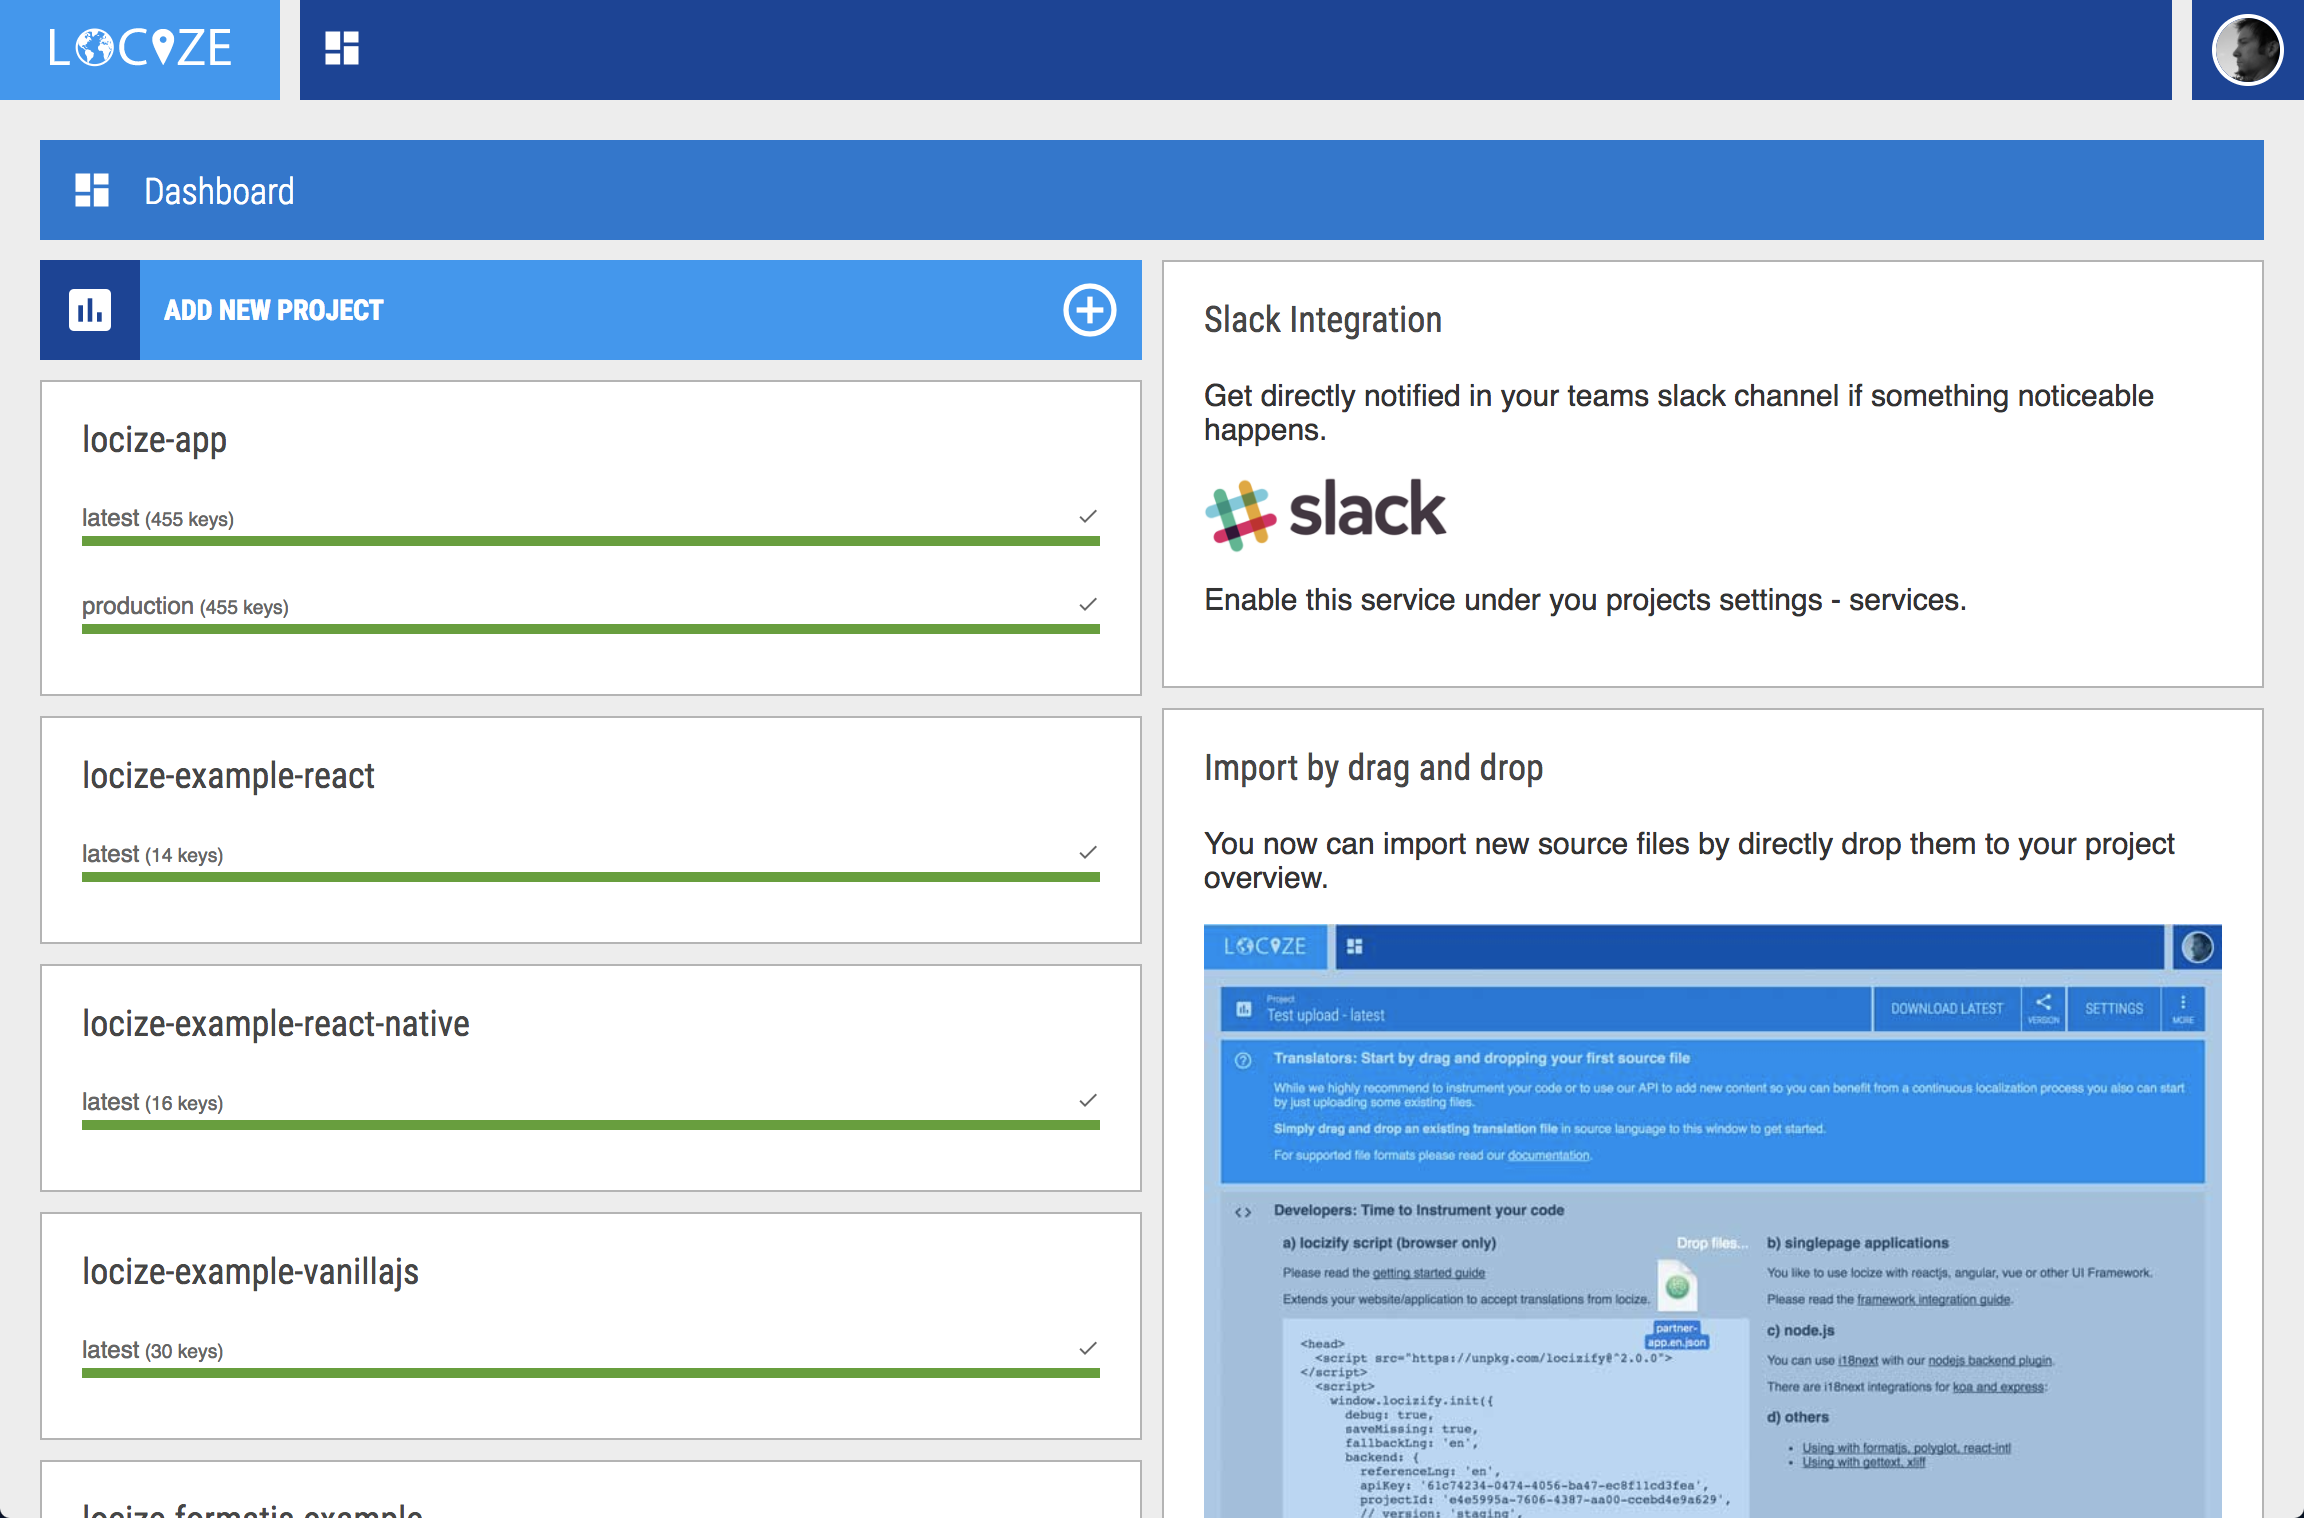 LOCIZE
Dashboard
ADD NEW PROJECT
locize-app
latest (455 keys)
production (455 keys)
locize-example-react
latest (14 keys)
locize-example-react-native
latest (16 keys)
locize-example-vanillajs
latest (30 keys)
locize-formatjs-example
Slack Integration
Get directly notified in your teams slack channel if something noticeable
happens.
slack
Enable this service under you projects settings - services.
Import by drag and drop
You now can import new source files by directly drop them to your project
overview.
LOCIZE
Project
Test upload - latest
DOWNLOAD LATEST
VERSION
SETTINGS
MORE
Translators: Start by drag and dropping your first source file
While we highly recommend to instrument your code or to use our API to add new content so you can benefit from a continuous localization process you also can start
by just uploading some existing files.
Simply drag and drop an existing translation file in source language to this window to get started.
For supported file formats please read our documentation.
Developers: Time to Instrument your code
a) locizify script (browser only)
Please read the getting started guide
Extends your website/application to accept translations from locize.
Drop files...
partner-
app.en.json
<head>
<script src="https://unpkg.com/locizify@^2.0.0">
</script>
<script>
window.locizify.init({
debug: true,
saveMissing: true,
fallbackLng: 'en',
backend: {
referenceLng: 'en',
apiKey: '61c74234-0474-4056-ba47-ec8f11cd3fea',
projectId: 'e4e5995a-7606-4387-aa00-ccebd4e9a629',
// version: 'staging',
b) singlepage applications
You like to use locize with reactjs, angular, vue or other UI Framework.
Please read the framework integration guide.
c) node.js
You can use i18next with our nodejs backend plugin.
There are i18next integrations for koa and express:
d) others
• Using with formatjs, polyglot, react-intl
• Using with gettext, xliff